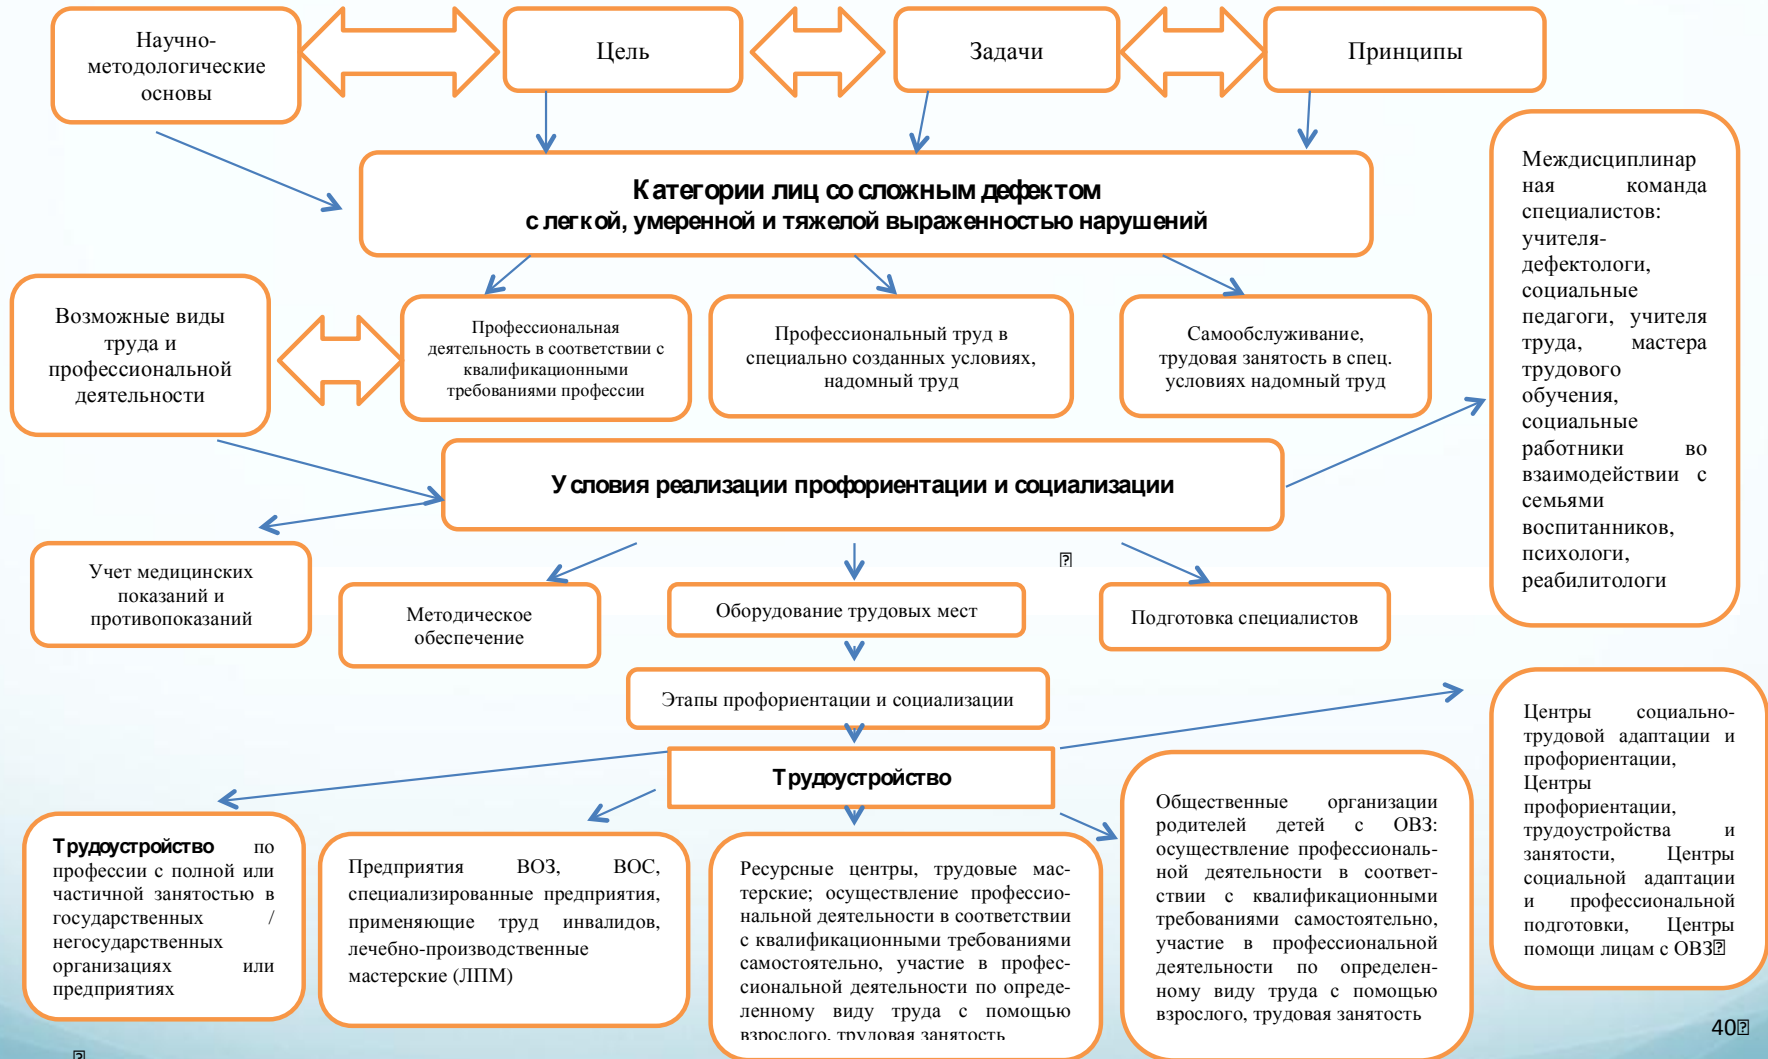 Научно-
методологические
основы
Цель
Задачи
Принципы
Категории лиц со сложным дефектом
с легкой, умеренной и тяжелой выраженностью нарушений
Междисциплинар
ная команда
специалистов:
учителя-
дефектологи,
социальные
педагоги, учителя
труда, мастера
трудового
обучения,
социальные
работники во
взаимодействии с
семьями
воспитанников,
психологи,
реабилитологи
Возможные виды
труда и
профессиональной
деятельности
Профессиональная
деятельность в соответствии с
квалификационными
требованиями профессии
Профессиональный труд в
специально созданных условиях,
надомный труд
Самообслуживание,
трудовая занятость в спец.
условиях надомный труд
Условия реализации профориентации и социализации
Учет медицинских
показаний и
противопоказаний
Методическое
обеспечение
Оборудование трудовых мест
Подготовка специалистов
Этапы профориентации и социализации
Трудоустройство
Трудоустройство по
профессии с полной или
частичной занятостью в
государственных /
негосударственных
организациях или
предприятиях
Предприятия ВОЗ, ВОС,
специализированные предприятия,
применяющие труд инвалидов,
лечебно-производственные
мастерские (ЛПМ)
Ресурсные центры, трудовые мас-
терские; осуществление профессио-
нальной деятельности в соответствии
с квалификационными требованиями
самостоятельно, участие в профес-
сиональной деятельности по опреде-
ленному виду труда с помощью
взрослого, трудовая занятость
Общественные организации
родителей детей с ОВЗ:
осуществление профессиональ-
ной деятельности в соответ-
ствии с квалификационными
требованиями самостоятельно,
участие в профессиональной
деятельности по определен-
ному виду труда с помощью
взрослого, трудовая занятость
Центры социально-
трудовой адаптации и
профориентации,
Центры
профориентации,
трудоустройства и
занятости, Центры
социальной адаптации
и профессиональной
подготовки, Центры
помощи лицам с ОВЗ
40